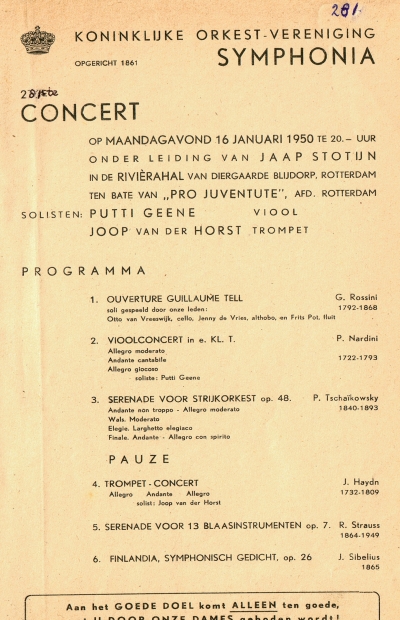 281.
KONINKLIJKE ORKEST-VERENIGING
OPGERICHT 1861 SYMPHONIA
CONCERT
OP MAANDAGAVOND 16 JANUARI 1950 TE 20.– UUR
ONDER LEIDING VAN JAAP STOTIJN
IN DE RIVIÈRAHAL VAN DIERGAARDE BLIJDORP, ROTTERDAM
TEN BATE VAN „PRO JUVENTUTE", AFD. ROTTERDAM
SOLISTEN: PUTTI GEENE VIOOL
JOOP VAN DER HORST TROMPET
PROGRAMMA
1. OUVERTURE GUILLAUME TELL G. Rossini
soli gespeeld door onze leden: 1792-1868
Otto van Vreeswijk, cello, Jenny de Vries, althobo, en Frits Pot, fluit
2. VIOOLCONCERT in e. KL. T. P. Nardini
Allegro moderato
Andante cantabile 1722-1793
Allegro giocoso
soliste: Putti Geene
3. SERENADE VOOR STRIJKORKEST op. 48. P. Tschaïkowsky
Andante non troppo - Allegro moderato 1840-1893
Wals. Moderato
Elegie. Larghetto elegiaco
Finale. Andante - Allegro con spirito
PAUZE
4. TROMPET-CONCERT J. Haydn
Allegro Andante Allegro 1732-1809
solist: Joop van der Horst
5. SERENADE VOOR 13 BLAASINSTRUMENTEN op. 7. R. Strauss
1864-1949
6. FINLANDIA, SYMPHONISCH GEDICHT, op. 26 J. Sibelius
1865
Aan het GOEDE DOEL komt ALLEEN ten goede,
U DOOR ONZE DAMES geboden wordt!